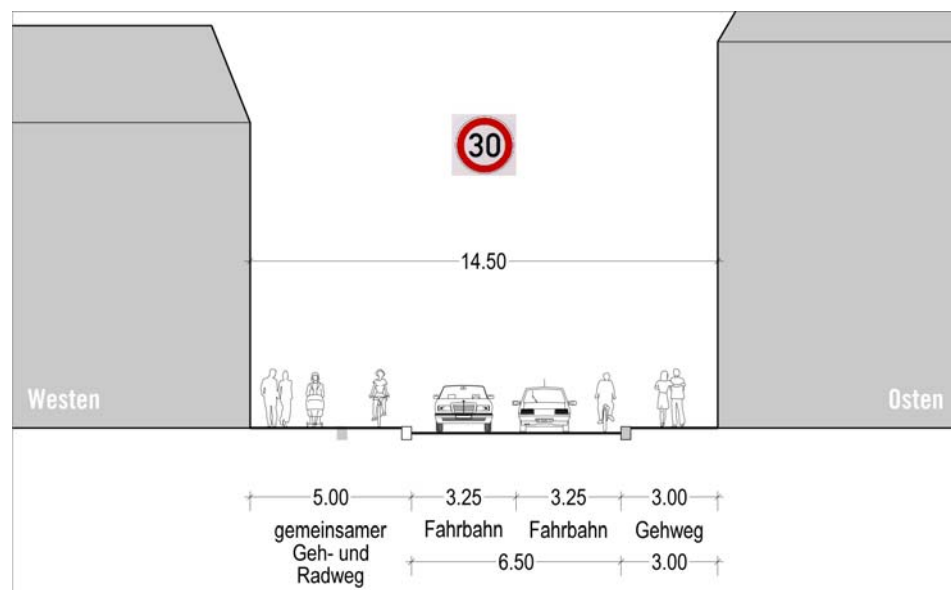 30
14.50
Westen
Osten
5.00 3.25 3.25 3.00
gemeinsamer Fahrbahn Fahrbahn Gehweg
Geh- und
Radweg
6.50 3.00